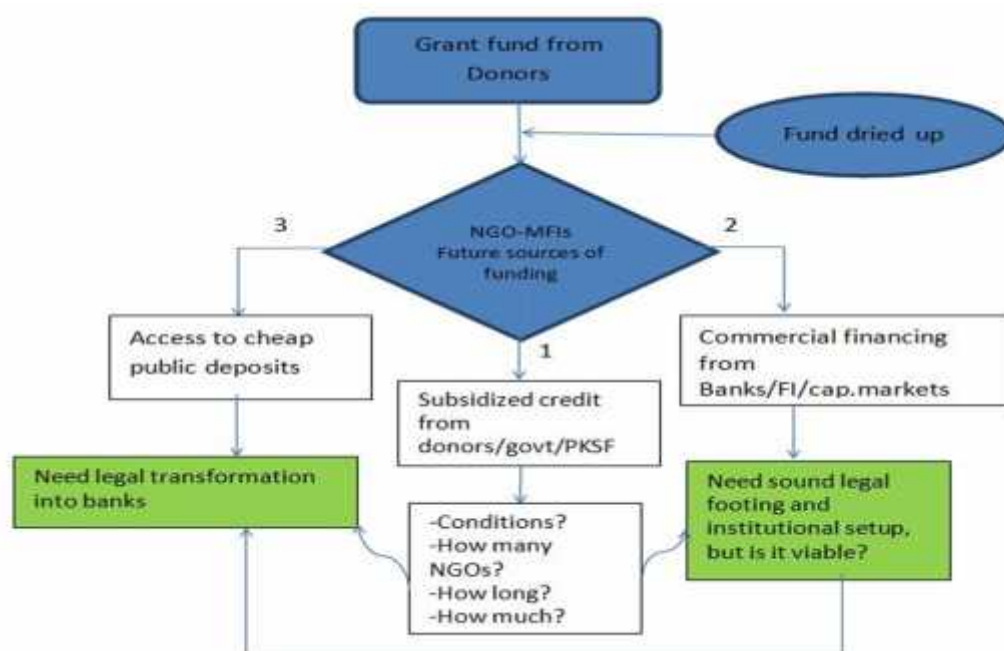 Grant fund from
Donors
Fund dried up
3
2
NGO-MFIs
Future sources of
funding
Access to cheap
public deposits
1
Commercial financing
from
Banks/FI/cap.markets
Subsidized credit
from
donors/govt/PKSF
Need legal transformation
into banks
Need sound legal
footing and
institutional setup,
but is it viable?
-Conditions?
-How many
NGOs?
-How long?
-How much?